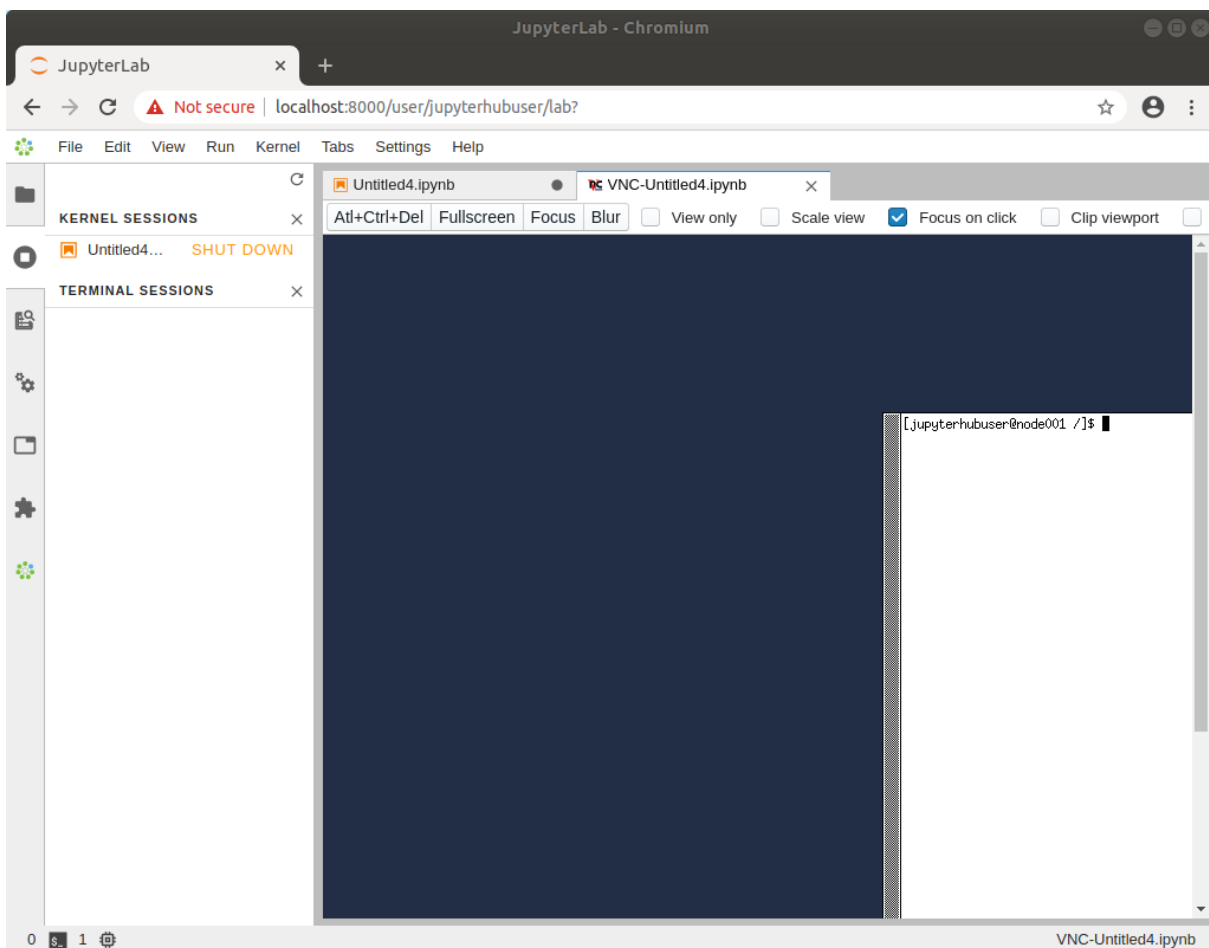 JupyterLab - Chromium
JupyterLab
Not secure | localhost:8000/user/jupyterhubuser/lab?
File Edit View Run Kernel Tabs Settings Help
Untitled4.ipynb
VNC-Untitled4.ipynb
KERNEL SESSIONS
Atl+Ctrl+Del Fullscreen Focus Blur View only Scale view Focus on click Clip viewport
Untitled4... SHUT DOWN
TERMINAL SESSIONS
[jupyterhubuser@node001 /]$
0 $_ 1 VNC-Untitled4.ipynb